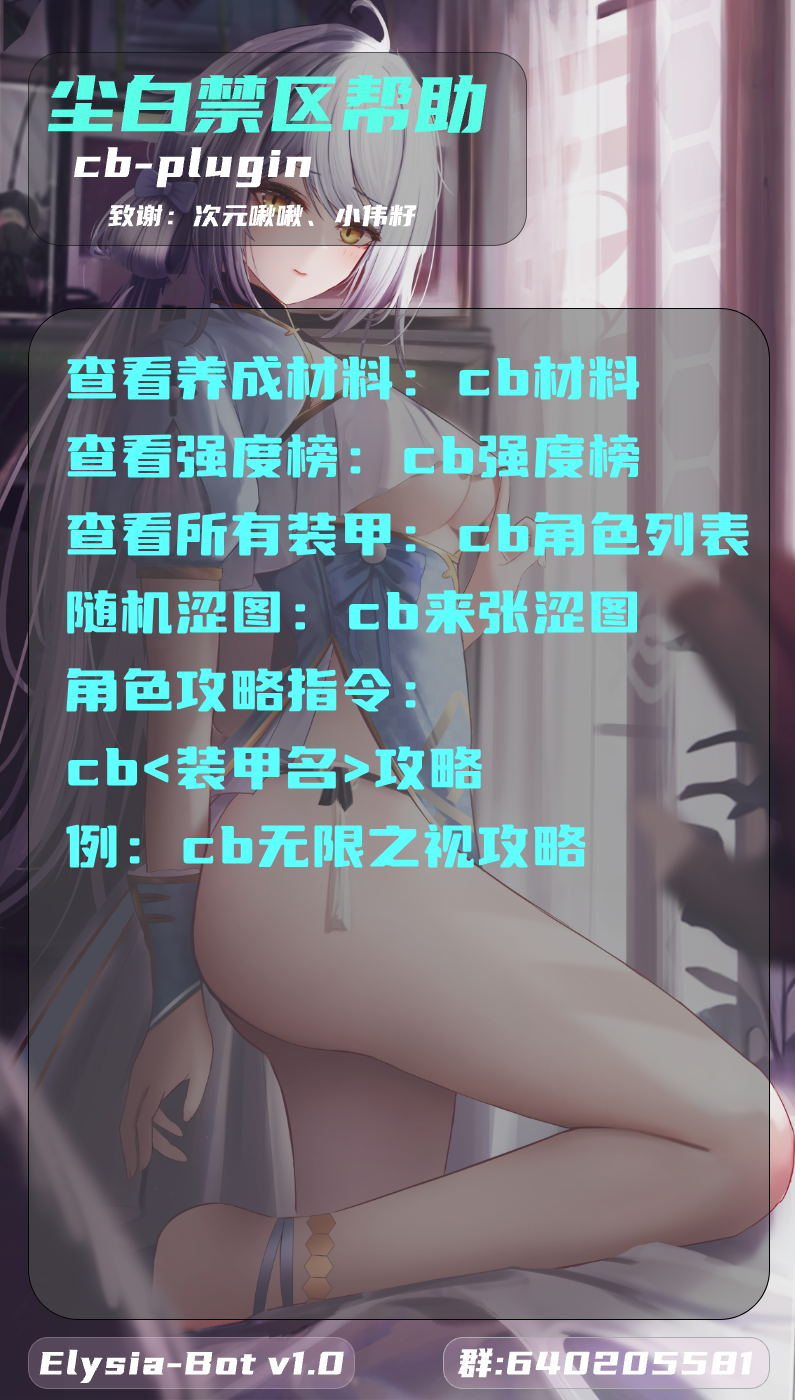 尘白禁区帮助
cb-plugin
致谢：次元啾啾、小伟籽
查看养成材料： cb材料
查看强度榜： cb强度榜
查看所有装甲：cb角色列表
随机涩图： cb来张涩图
角色攻略指令：
cb<装甲名>攻略
例： cb无限之视攻略
Elysia-Bot v1.0
群:640205581